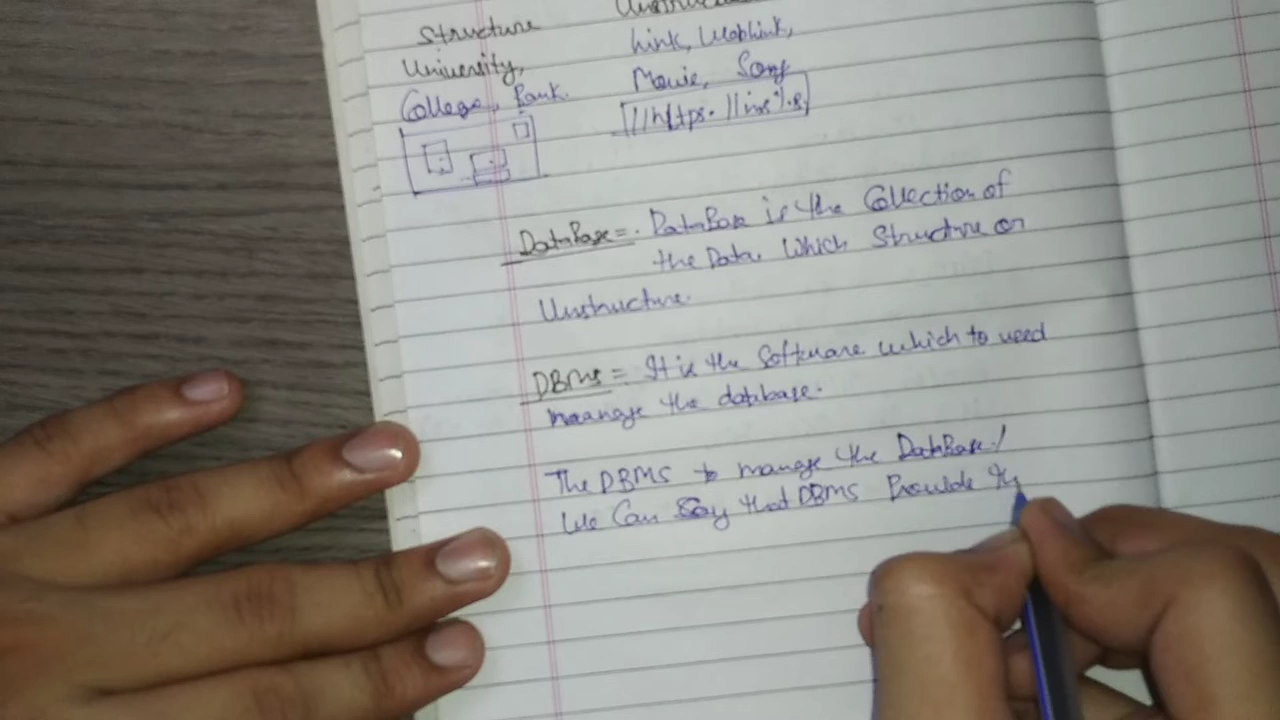 Structure
University,
College, Bank.
link, Weblink,
Movie, Song
DataBase = . DataBase is the Collection of
the Data Which Structure or
Unstructure.
DBMS = It is the Software which to used
maanage the database.
The DBMS to manage the DataBase /
We Can Say that DBMS Provide the